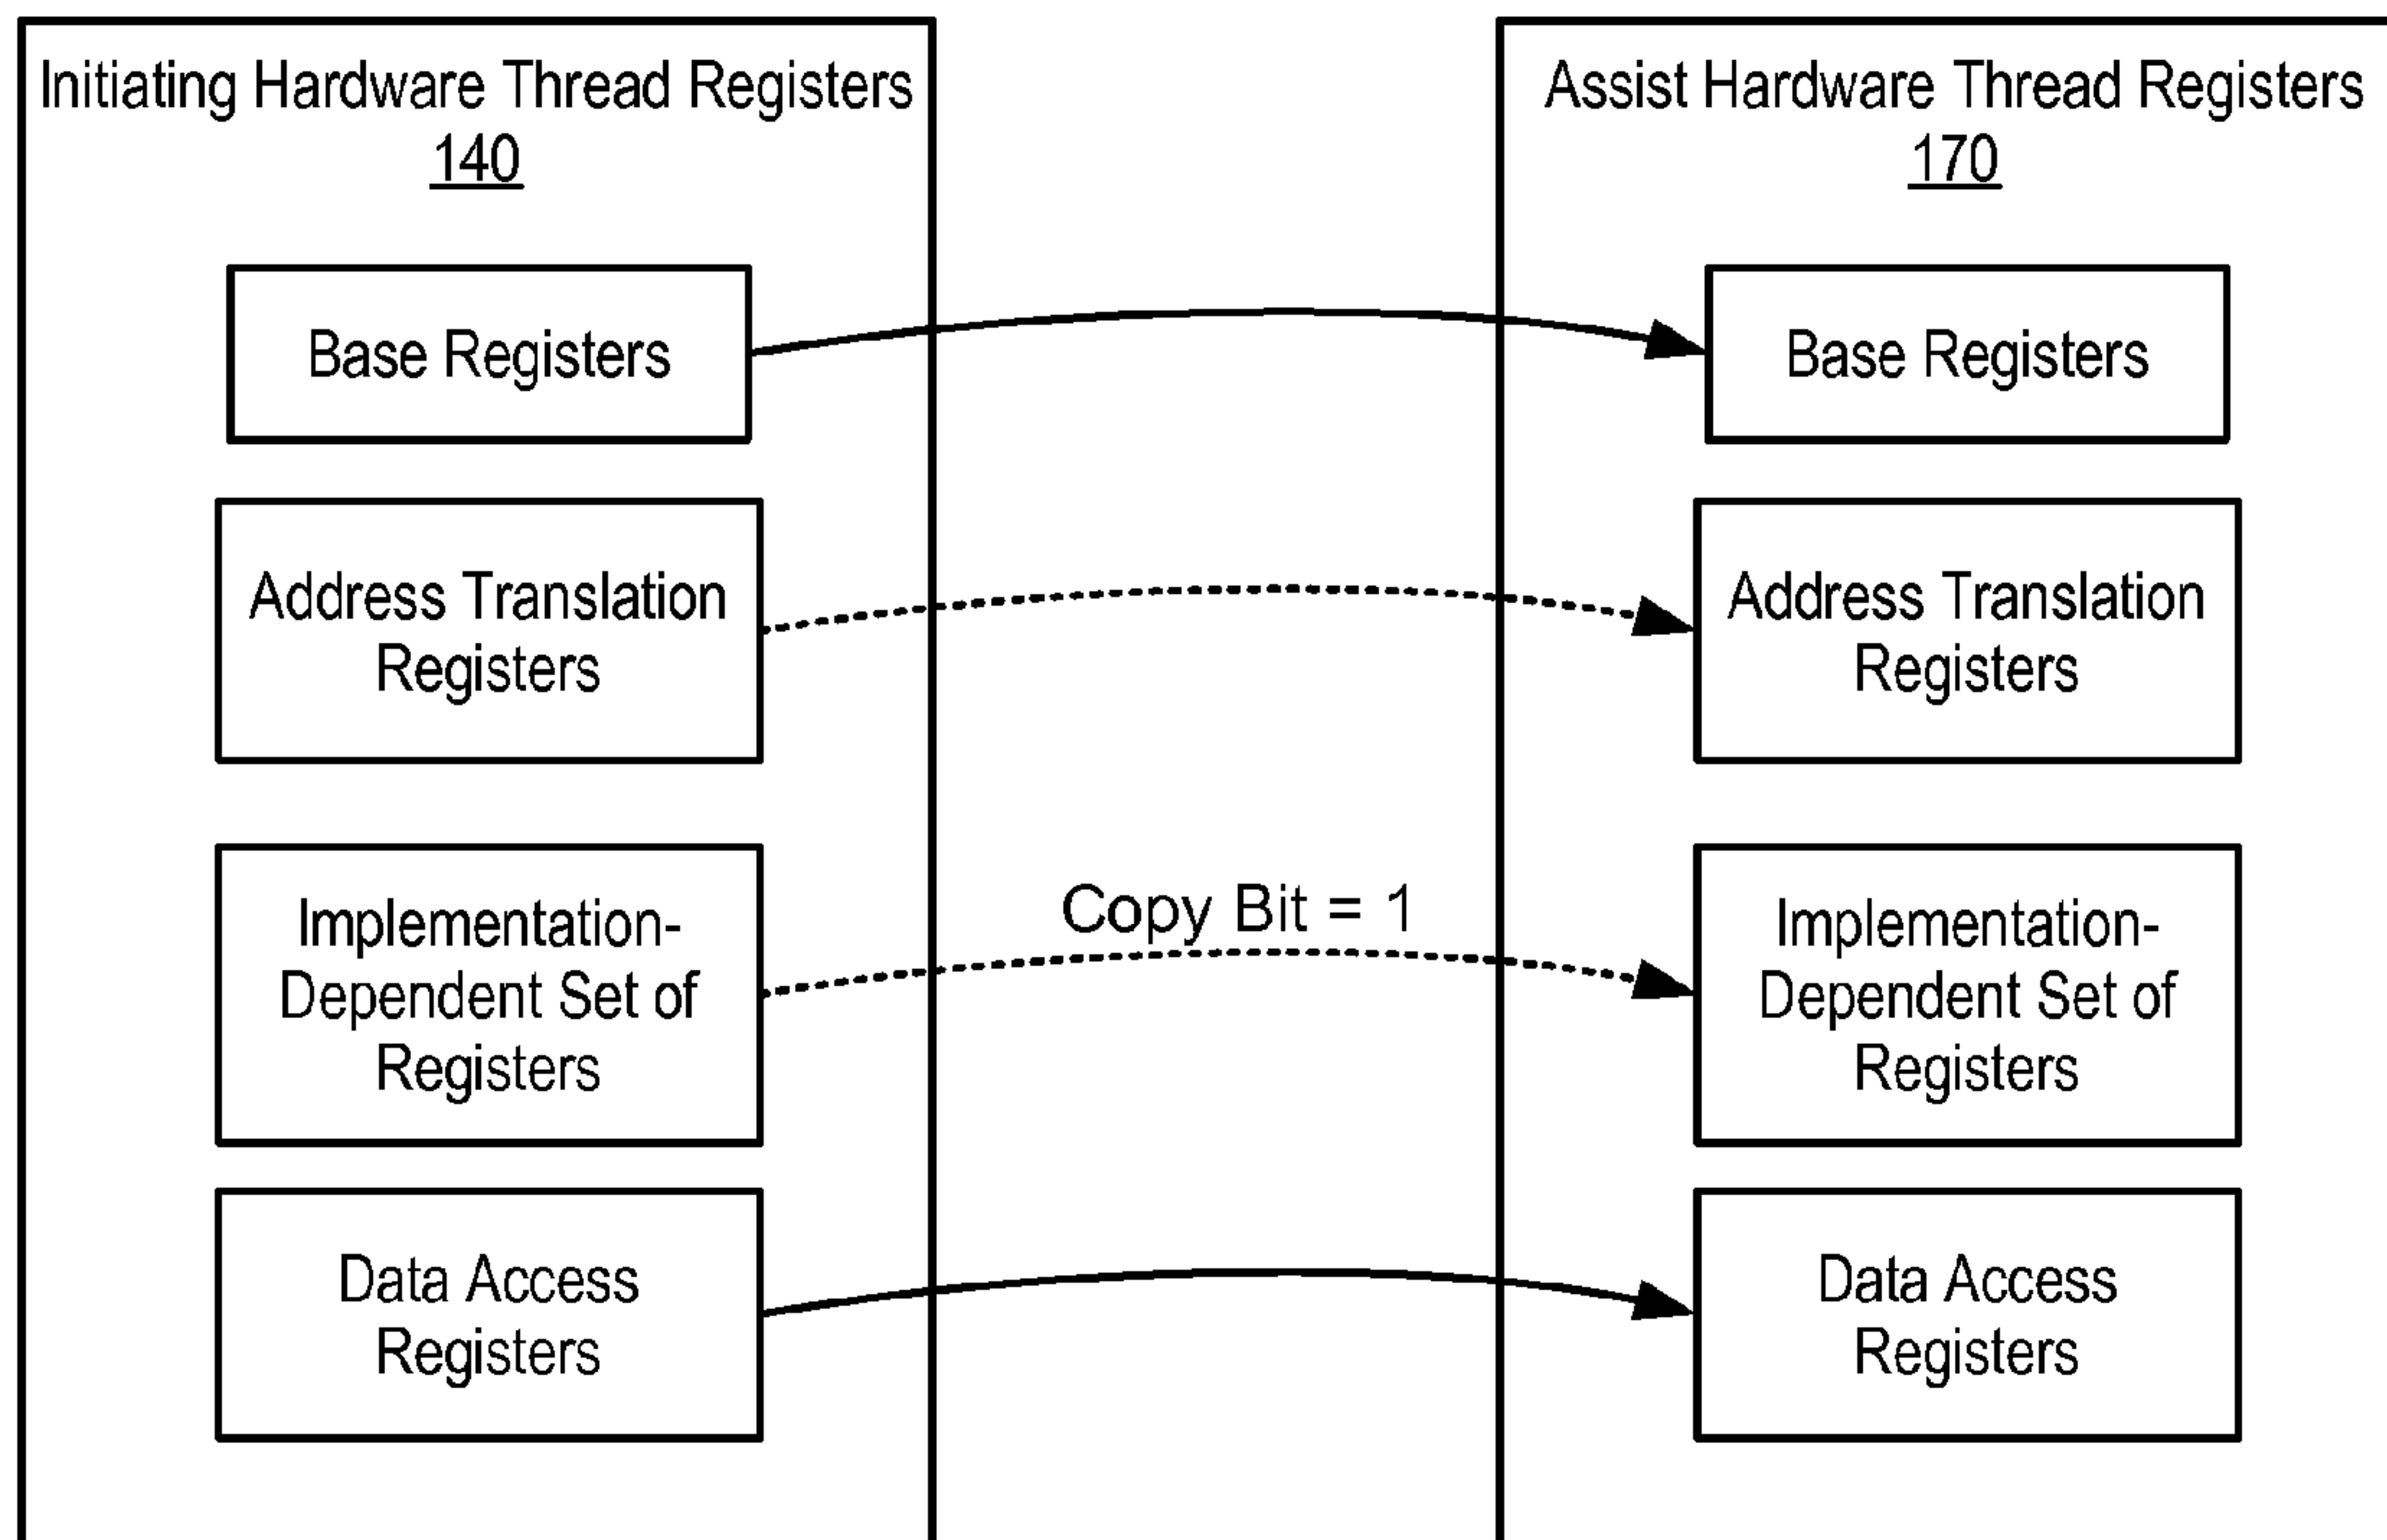 Initiating Hardware Thread Registers
140
Assist Hardware Thread Registers
170
Base Registers
Base Registers
Address Translation
Registers
Address Translation
Registers
Implementation-
Dependent Set of
Registers
Copy Bit = 1
Implementation-
Dependent Set of
Registers
Data Access
Registers
Data Access
Registers